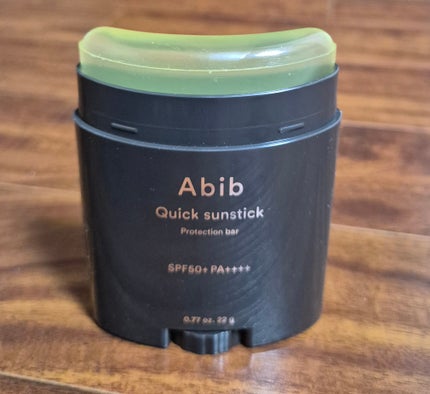 Abib
Quick sunstick
Protection bar
SPF50+ PA++++
0.77 oz. 22 g